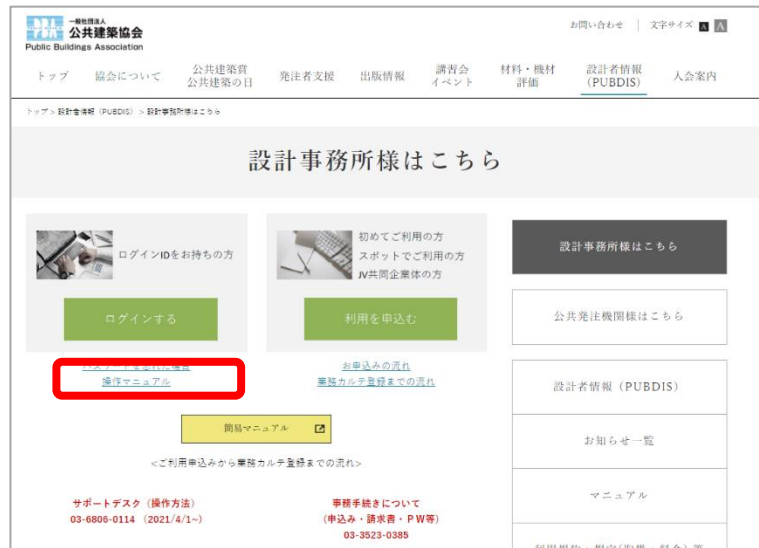 一般社団法人
公共建築協会
Public Buildings Association
お問い合わせ
文字サイズ A A
トップ
協会について
公共建築賞
公共建築の日
発注者支援
出版情報
講習会
イベント
材料・機材
評価
設計者情報
(PUBDIS)
入会案内
トップ > 設計者情報（PUBDIS） > 設計事務所様はこちら
設計事務所様はこちら
ログインIDをお持ちの方
ログインする
パスワードを忘れた場合
操作マニュアル
初めてご利用の方
スポットでご利用の方
JV共同企業体の方
利用を申込む
お申込みの流れ
業務カルテ登録までの流れ
簡易マニュアル
<ご利用申込みから業務カルテ登録までの流れ>
サポートデスク（操作方法）
03-6806-0114（2021/4/1~）
事務手続きについて
（申込み・請求書・PW等）
03-3523-0385
設計事務所様はこちら
公共発注機関様はこちら
設計者情報（PUBDIS）
お知らせ一覧
マニュアル